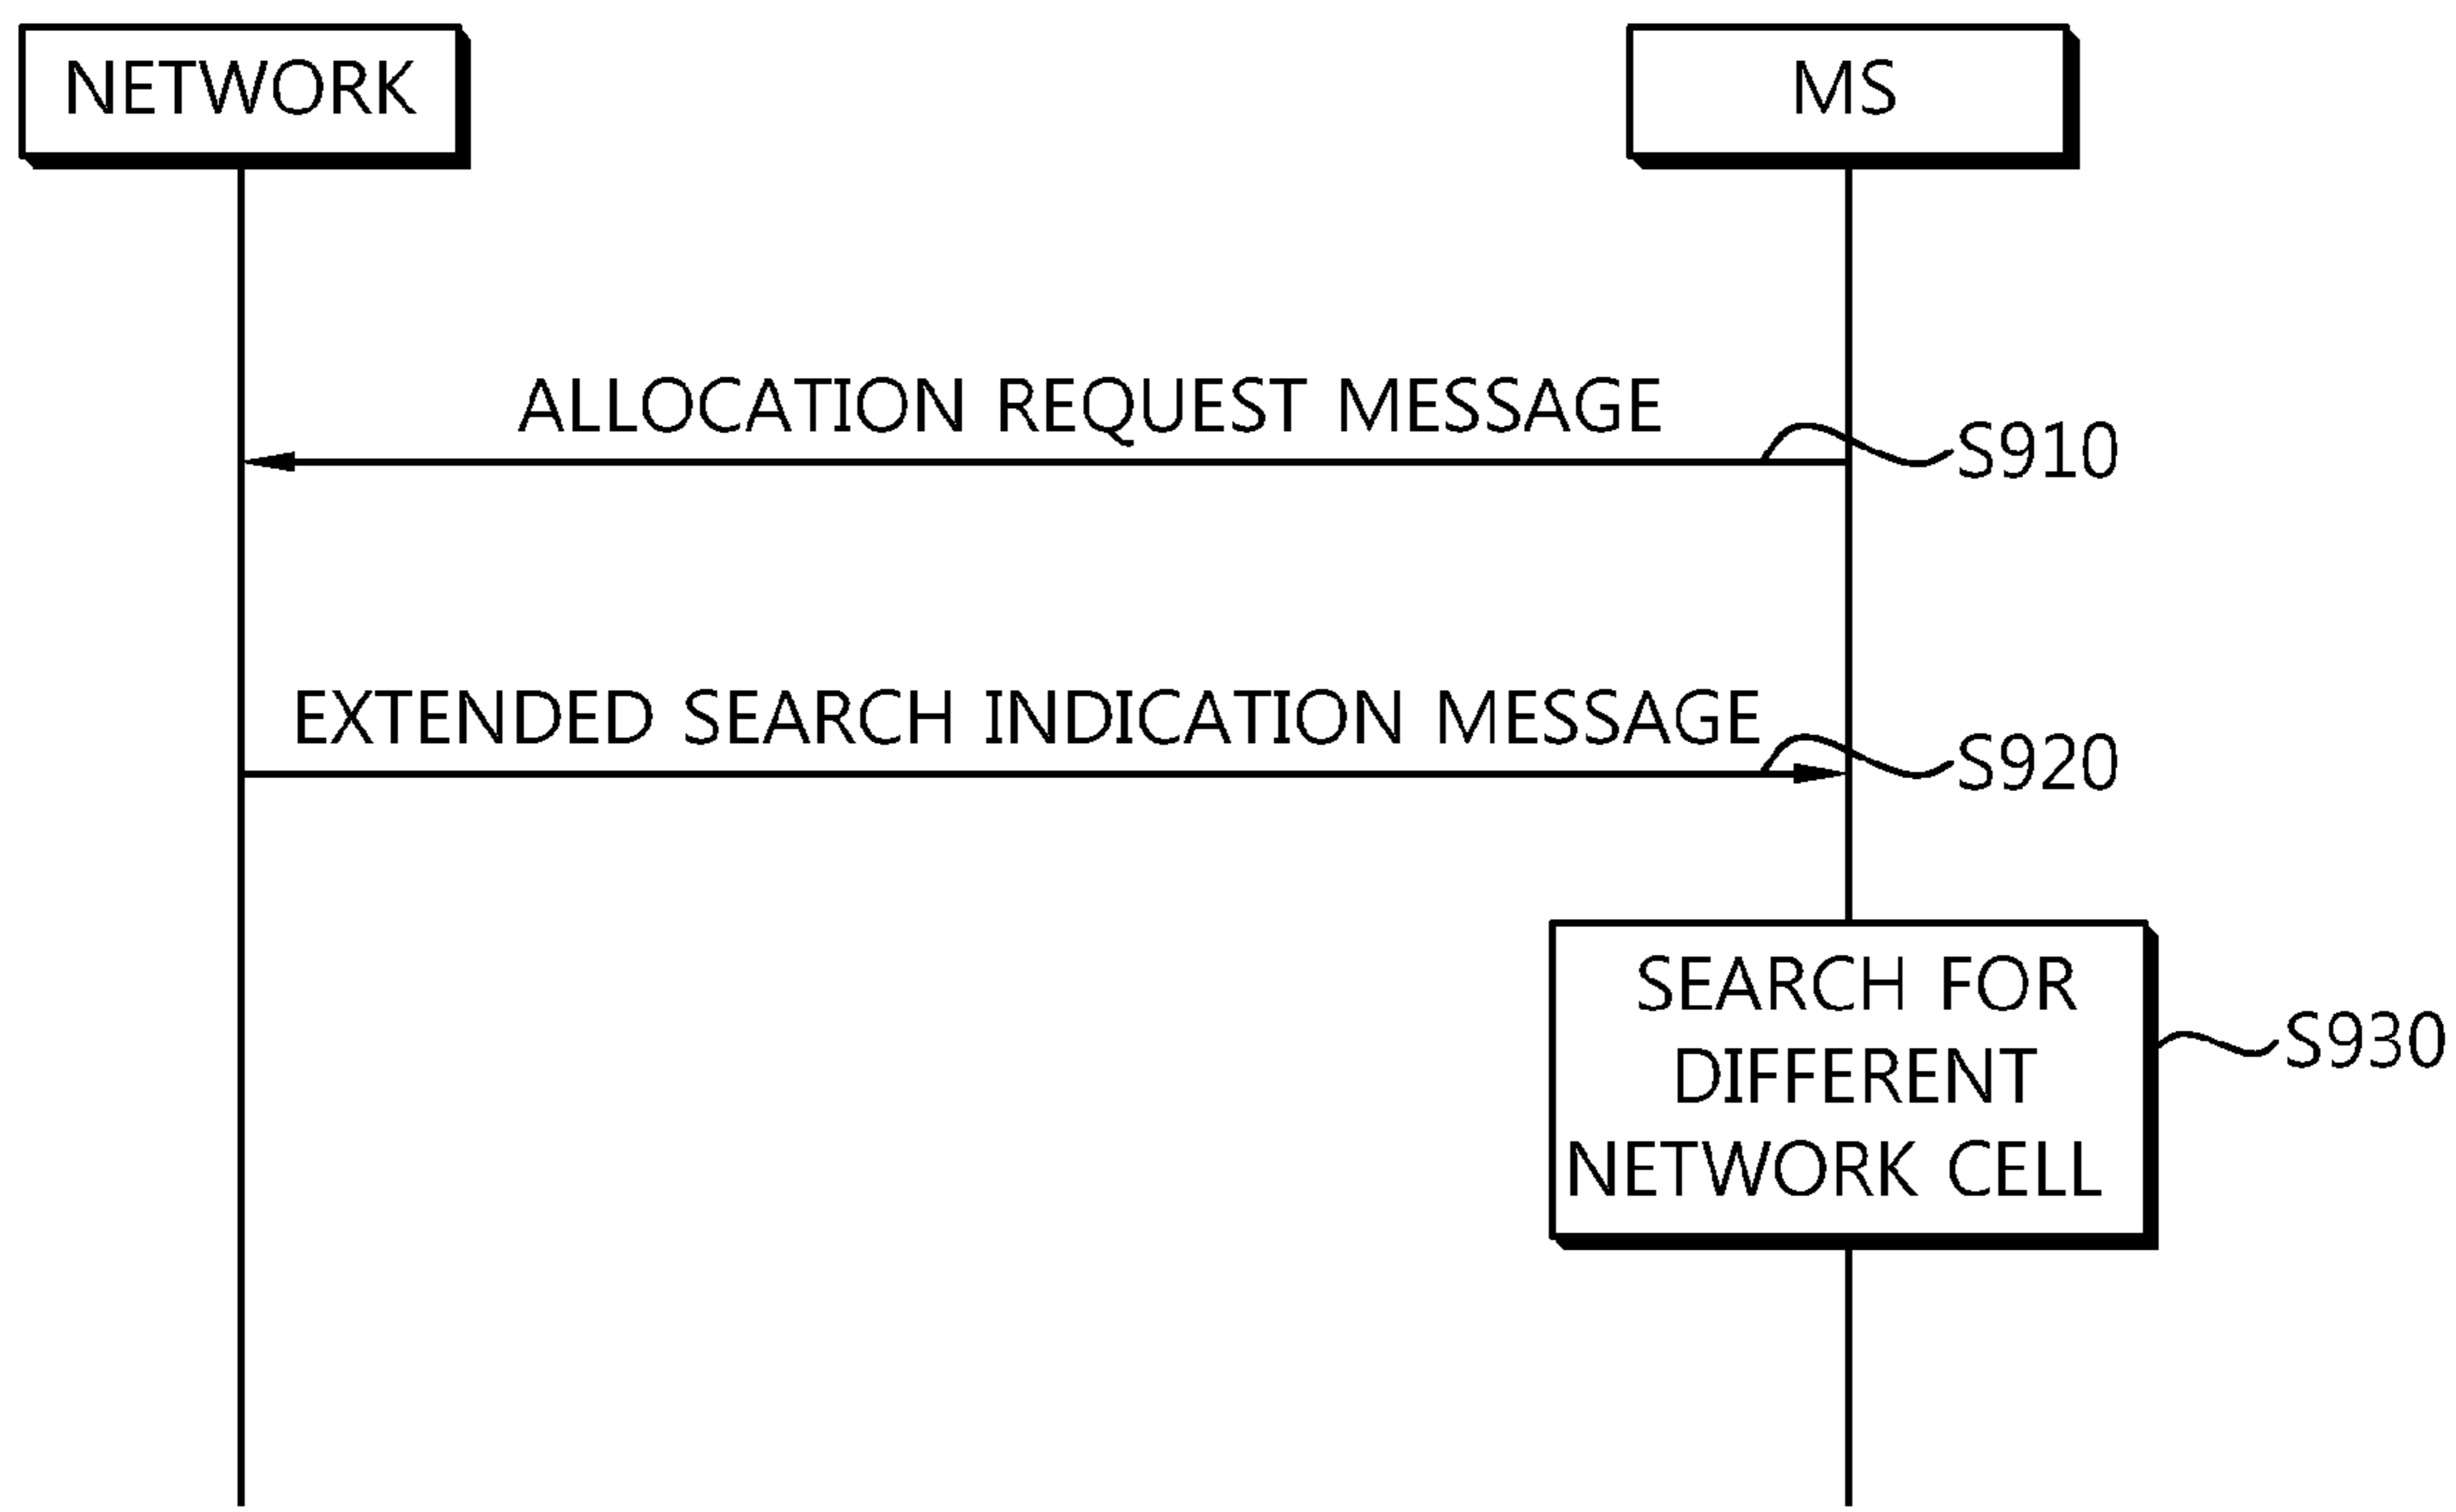 NETWORK
MS
ALLOCATION REQUEST MESSAGE
S910
EXTENDED SEARCH INDICATION MESSAGE
S920
SEARCH FOR
DIFFERENT
NETWORK CELL
S930